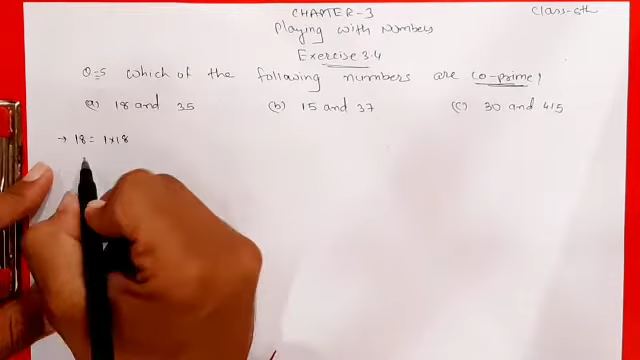 CHAPTER-3
Class-6th
Playing with Numbers
Exercise 3.4
Q:5 Which of the following numbers are co-prime?
(a) 18 and 35 (b) 15 and 37 (c) 30 and 415
→ 18 = 1×18